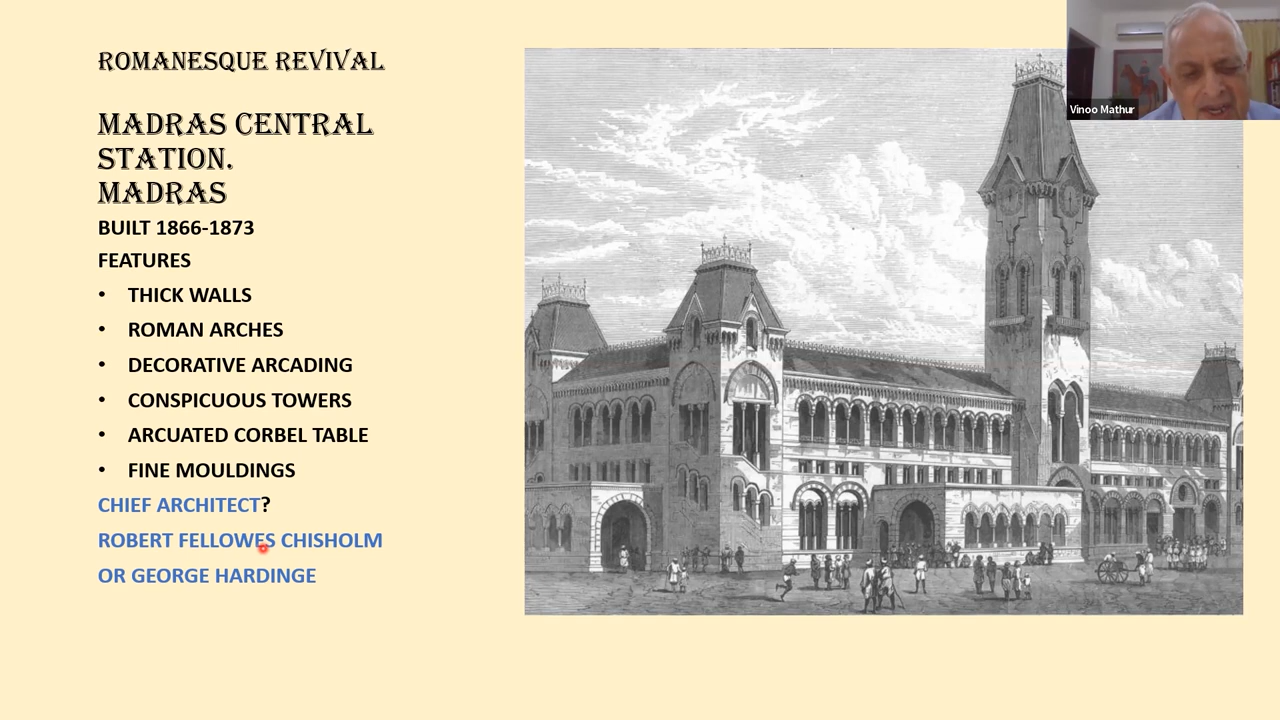 ROMANESQUE REVIVAL
MADRAS CENTRAL
STATION.
MADRAS
BUILT 1866-1873
FEATURES
• THICK WALLS
• ROMAN ARCHES
• DECORATIVE ARCADING
• CONSPICUOUS TOWERS
• ARCUATED CORBEL TABLE
• FINE MOULDINGS
CHIEF ARCHITECT?
ROBERT FELLOWES CHISHOLM
OR GEORGE HARDINGE
Vinoo Mathur